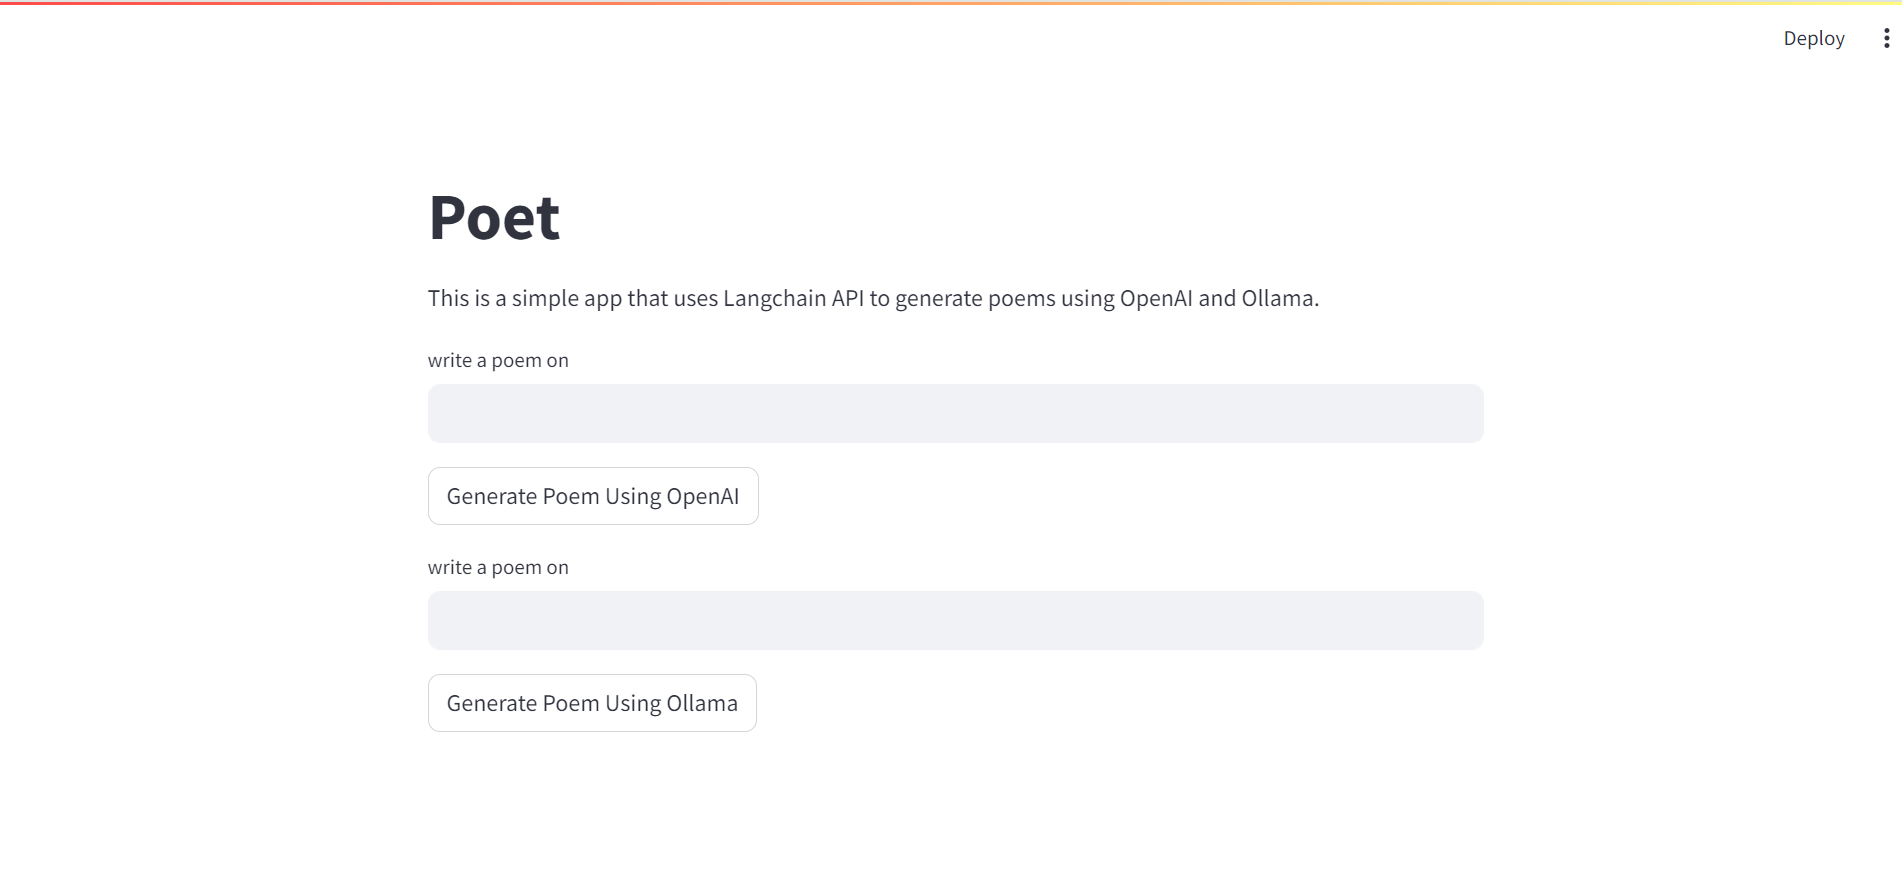 Deploy
Poet
This is a simple app that uses Langchain API to generate poems using OpenAI and Ollama.
write a poem on
Generate Poem Using OpenAI
write a poem on
Generate Poem Using Ollama